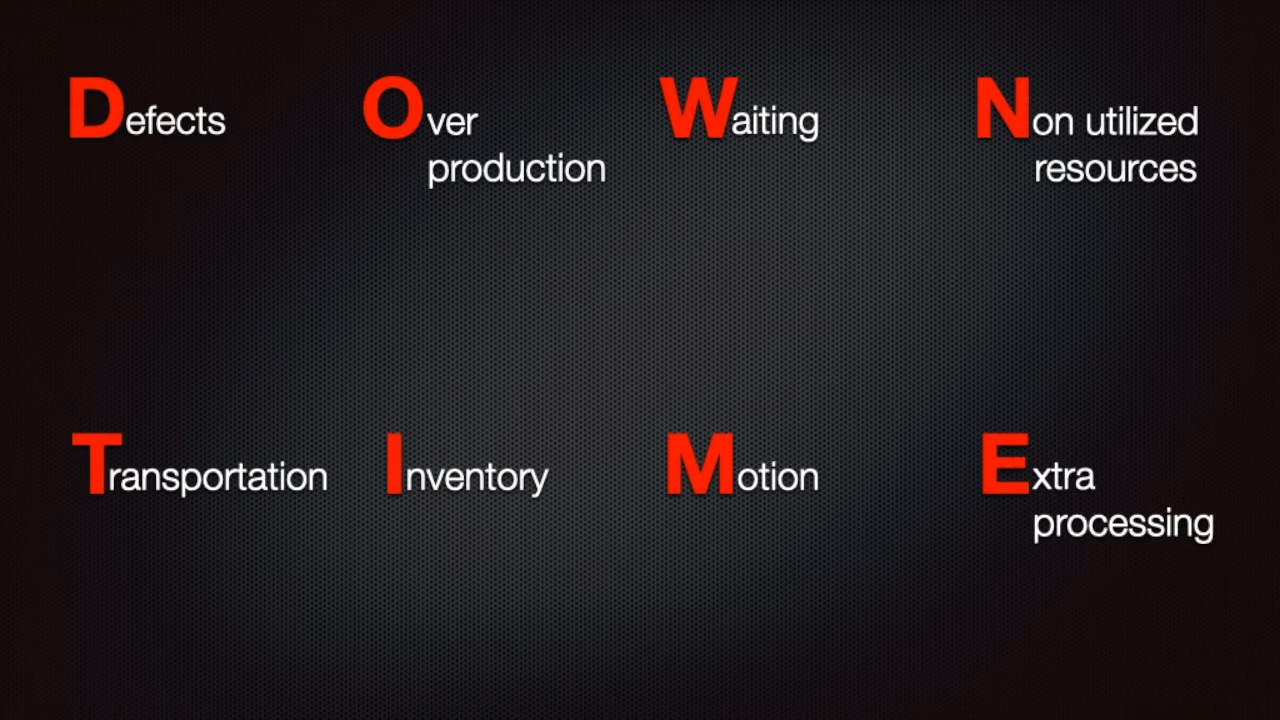 Defects
Over
production
Waiting
Non utilized
resources
Transportation
Inventory
Motion
Extra
processing